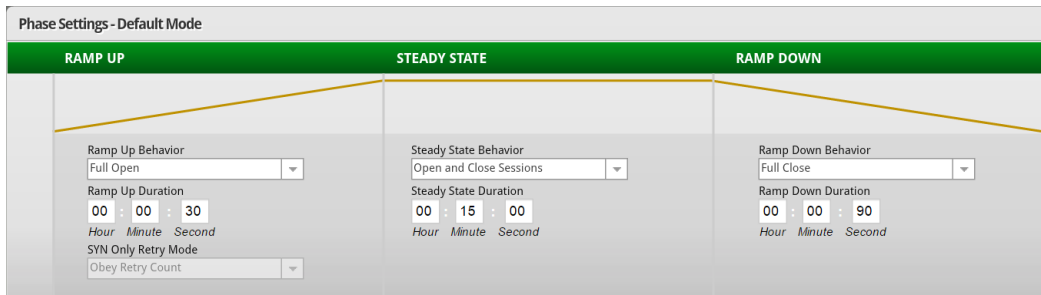 Phase Settings - Default Mode
RAMP UP STEADY STATE RAMP DOWN
Ramp Up Behavior Steady State Behavior Ramp Down Behavior
Full Open Open and Close Sessions Full Close
Ramp Up Duration Steady State Duration Ramp Down Duration
00 : 00 : 30 00 : 15 : 00 00 : 00 : 90
Hour Minute Second Hour Minute Second Hour Minute Second
SYN Only Retry Mode
Obey Retry Count